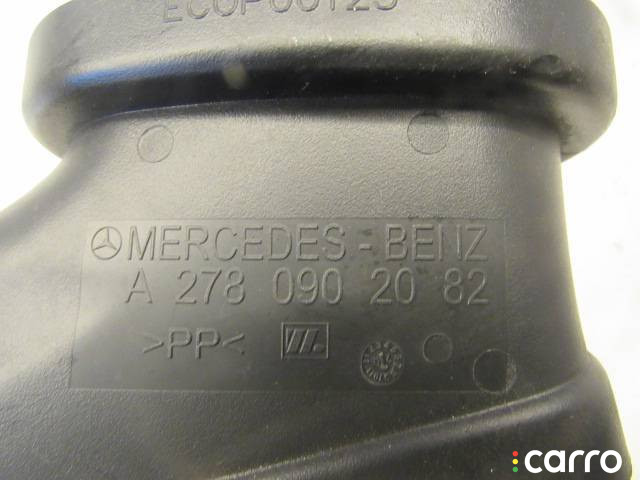 MERCEDES-BENZ
A 278 090 20 82
>PP<
carro